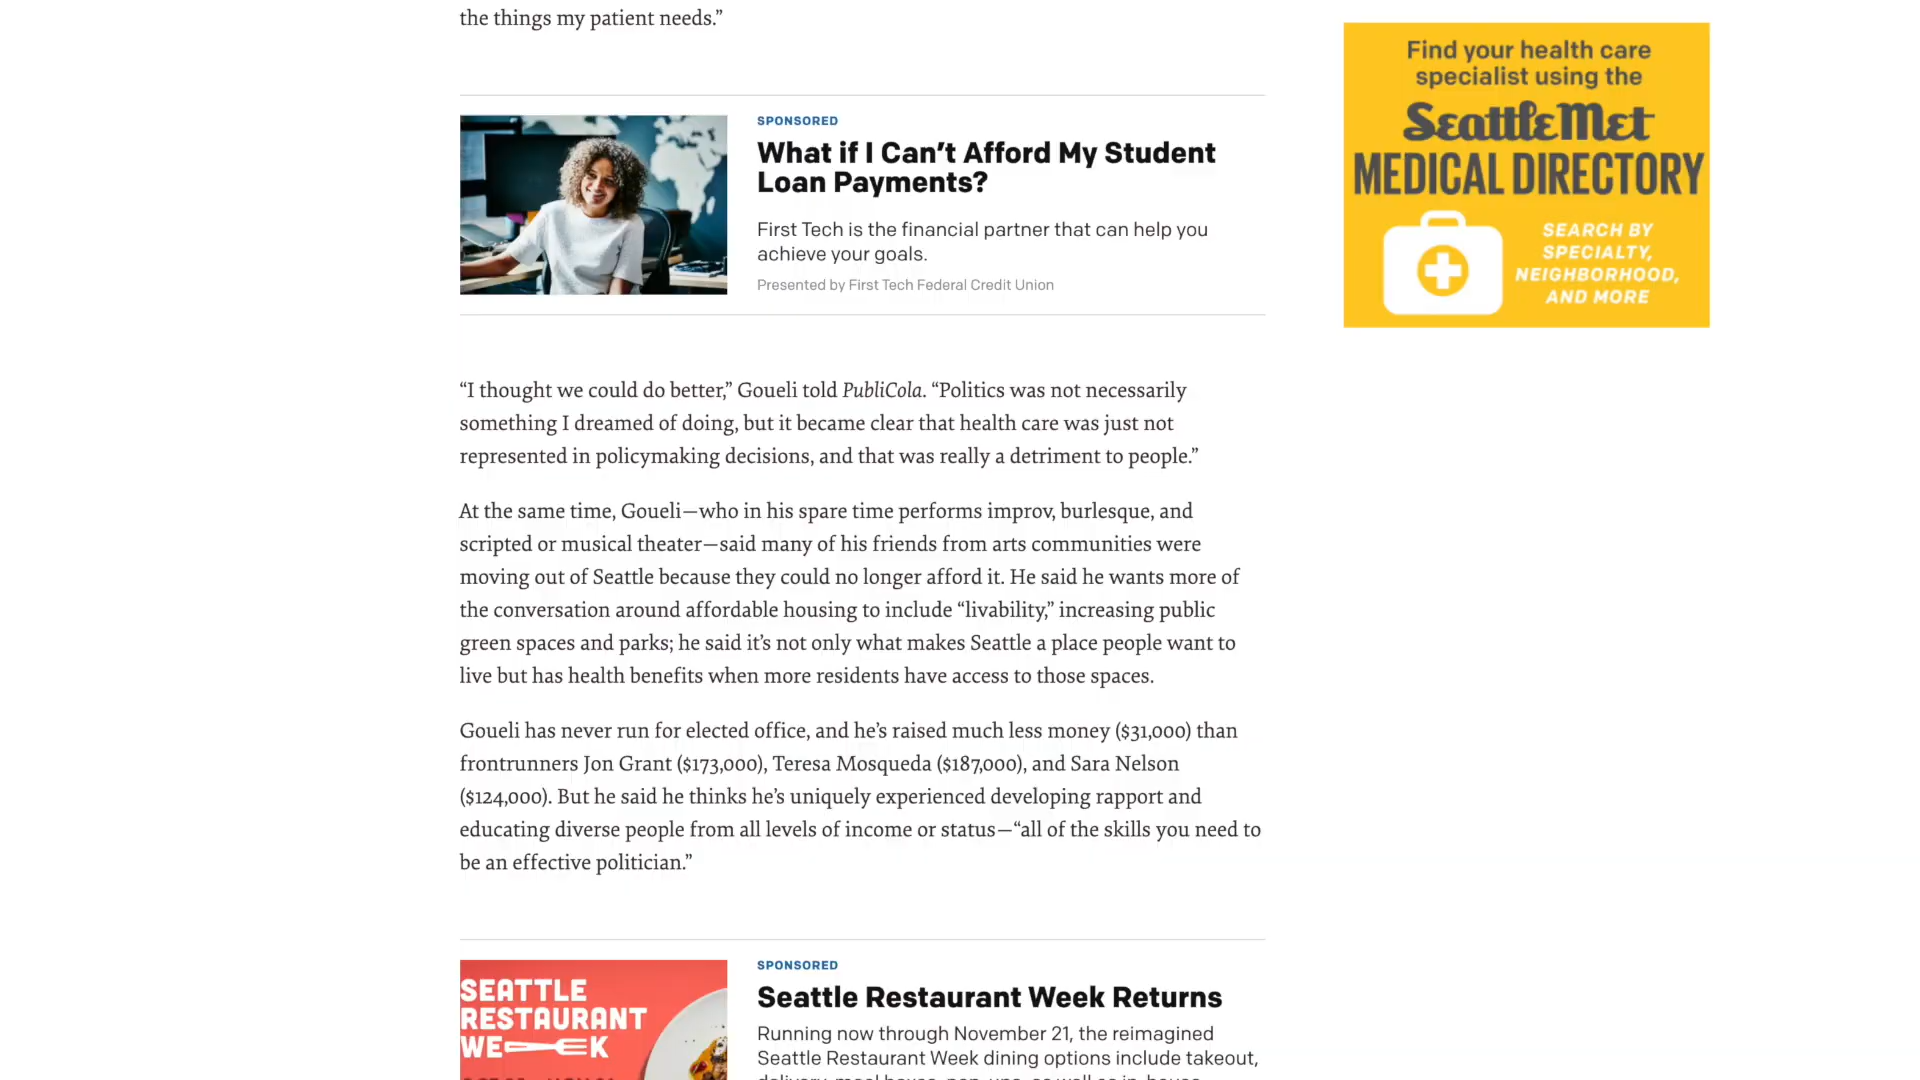 the things my patient needs.”
SPONSORED
What if I Can’t Afford My Student
Loan Payments?
First Tech is the financial partner that can help you
achieve your goals.
Presented by First Tech Federal Credit Union
Find your health care
specialist using the
SeattleMet
MEDICAL DIRECTORY
SEARCH BY
SPECIALTY,
NEIGHBORHOOD,
AND MORE
“I thought we could do better,” Goueli told PubliCola. “Politics was not necessarily
something I dreamed of doing, but it became clear that health care was just not
represented in policymaking decisions, and that was really a detriment to people.”
At the same time, Goueli—who in his spare time performs improv, burlesque, and
scripted or musical theater—said many of his friends from arts communities were
moving out of Seattle because they could no longer afford it. He said he wants more of
the conversation around affordable housing to include “livability,” increasing public
green spaces and parks; he said it’s not only what makes Seattle a place people want to
live but has health benefits when more residents have access to those spaces.
Goueli has never run for elected office, and he’s raised much less money ($31,000) than
frontrunners Jon Grant ($173,000), Teresa Mosqueda ($187,000), and Sara Nelson
($124,000). But he said he thinks he’s uniquely experienced developing rapport and
educating diverse people from all levels of income or status—“all of the skills you need to
be an effective politician.”
SEATTLE
RESTAURANT
WEEK
SPONSORED
Seattle Restaurant Week Returns
Running now through November 21, the reimagined
Seattle Restaurant Week dining options include takeout,